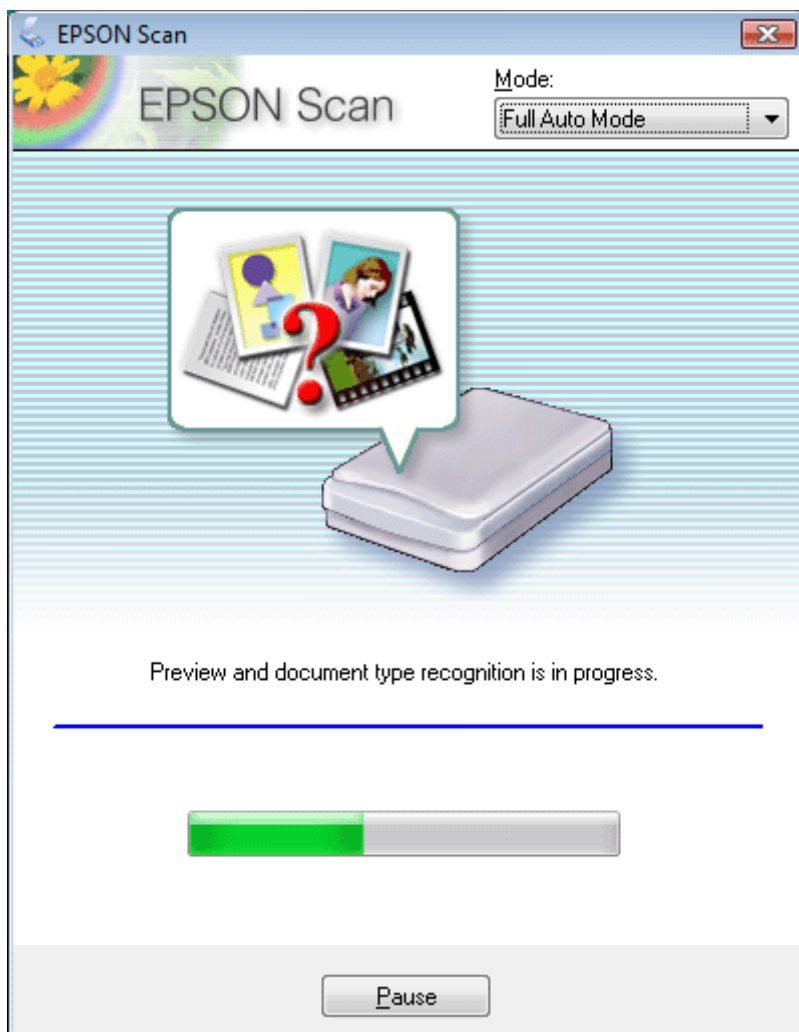 EPSON Scan
EPSON Scan
Mode:
Full Auto Mode
?
Preview and document type recognition is in progress.
Pause